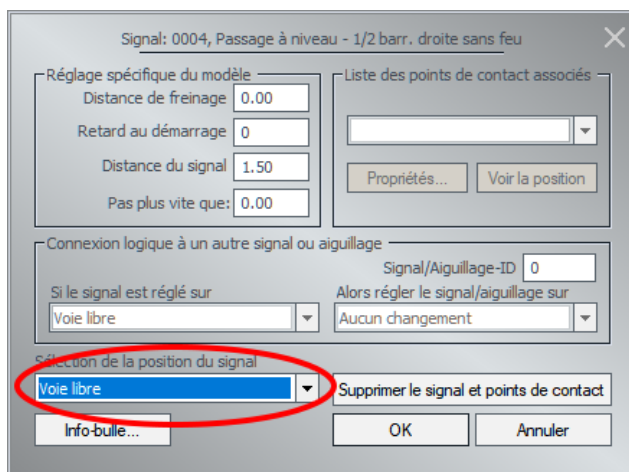 Signal: 0004, Passage à niveau - 1/2 barr. droite sans feu
Réglage spécifique du modèle
Distance de freinage 0.00
Retard au démarrage 0
Distance du signal 1.50
Pas plus vite que: 0.00
Liste des points de contact associés
Propriétés... Voir la position
Connexion logique à un autre signal ou aiguillage
Signal/Aiguillage-ID 0
Si le signal est réglé sur Alors régler le signal/aiguillage sur
Voie libre Aucun changement
Sélection de la position du signal
Voie libre Supprimer le signal et points de contact
Info-bulle... OK Annuler